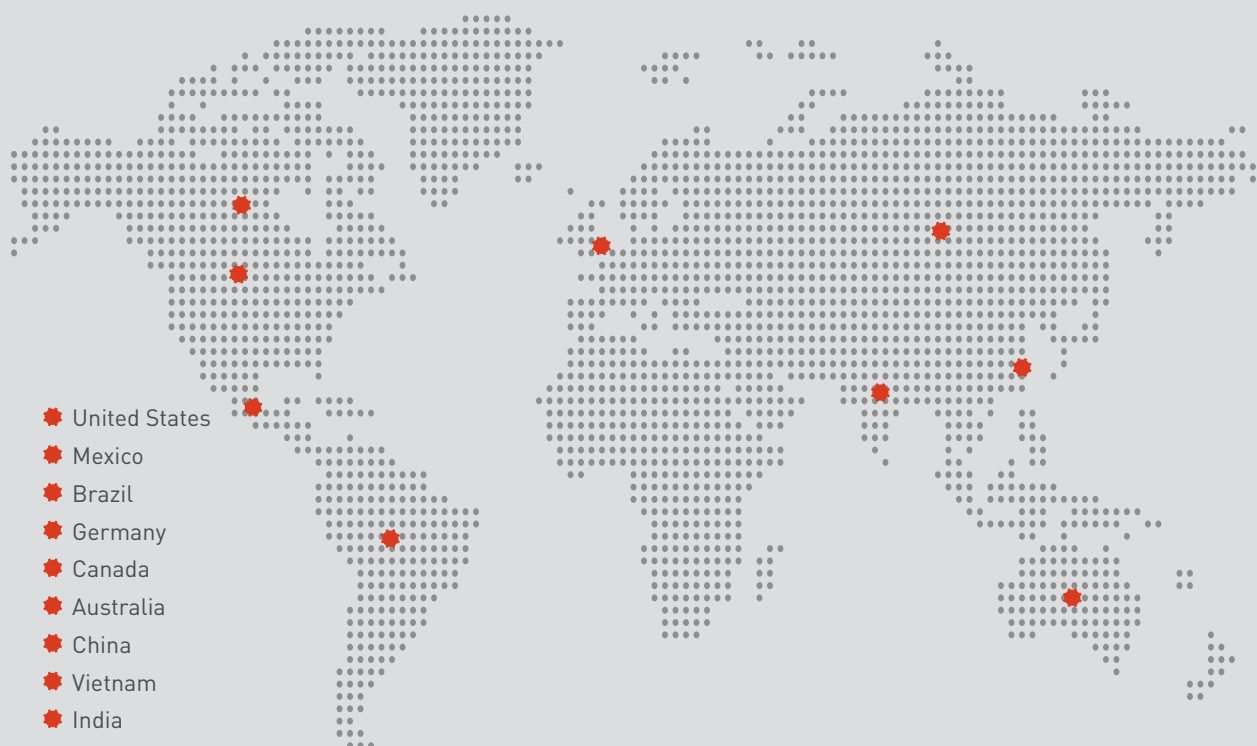 United States
Mexico
Brazil
Germany
Canada
Australia
China
Vietnam
India